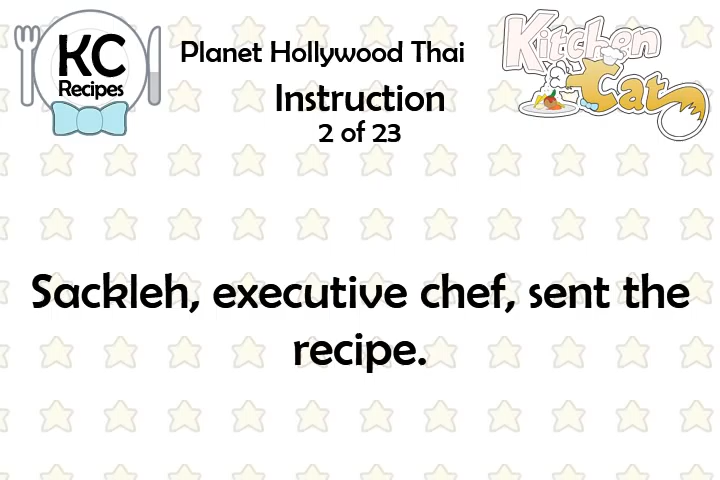 KC
Recipes
Planet Hollywood Thai
Instruction
2 of 23
Kitchen
Cat
Sackleh, executive chef, sent the
recipe.